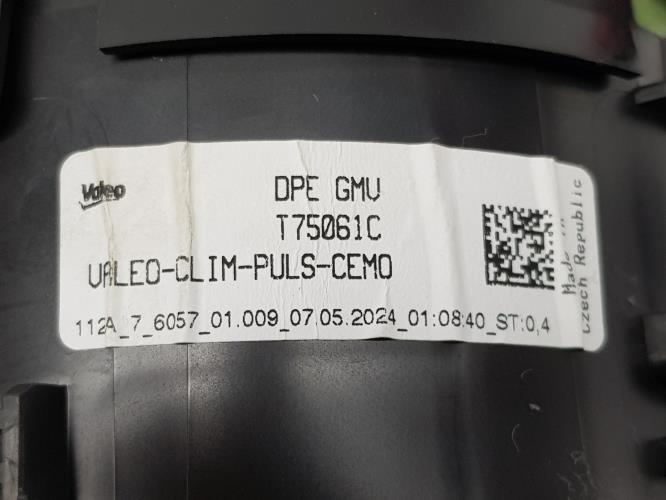 Valeo
DPE GMV
T75061C
VALEO-CLIM-PULS-CEMO
112A_7_6057_01.009_07.05.2024_01:08:40_ST:0,4
Made in
Czech Republic